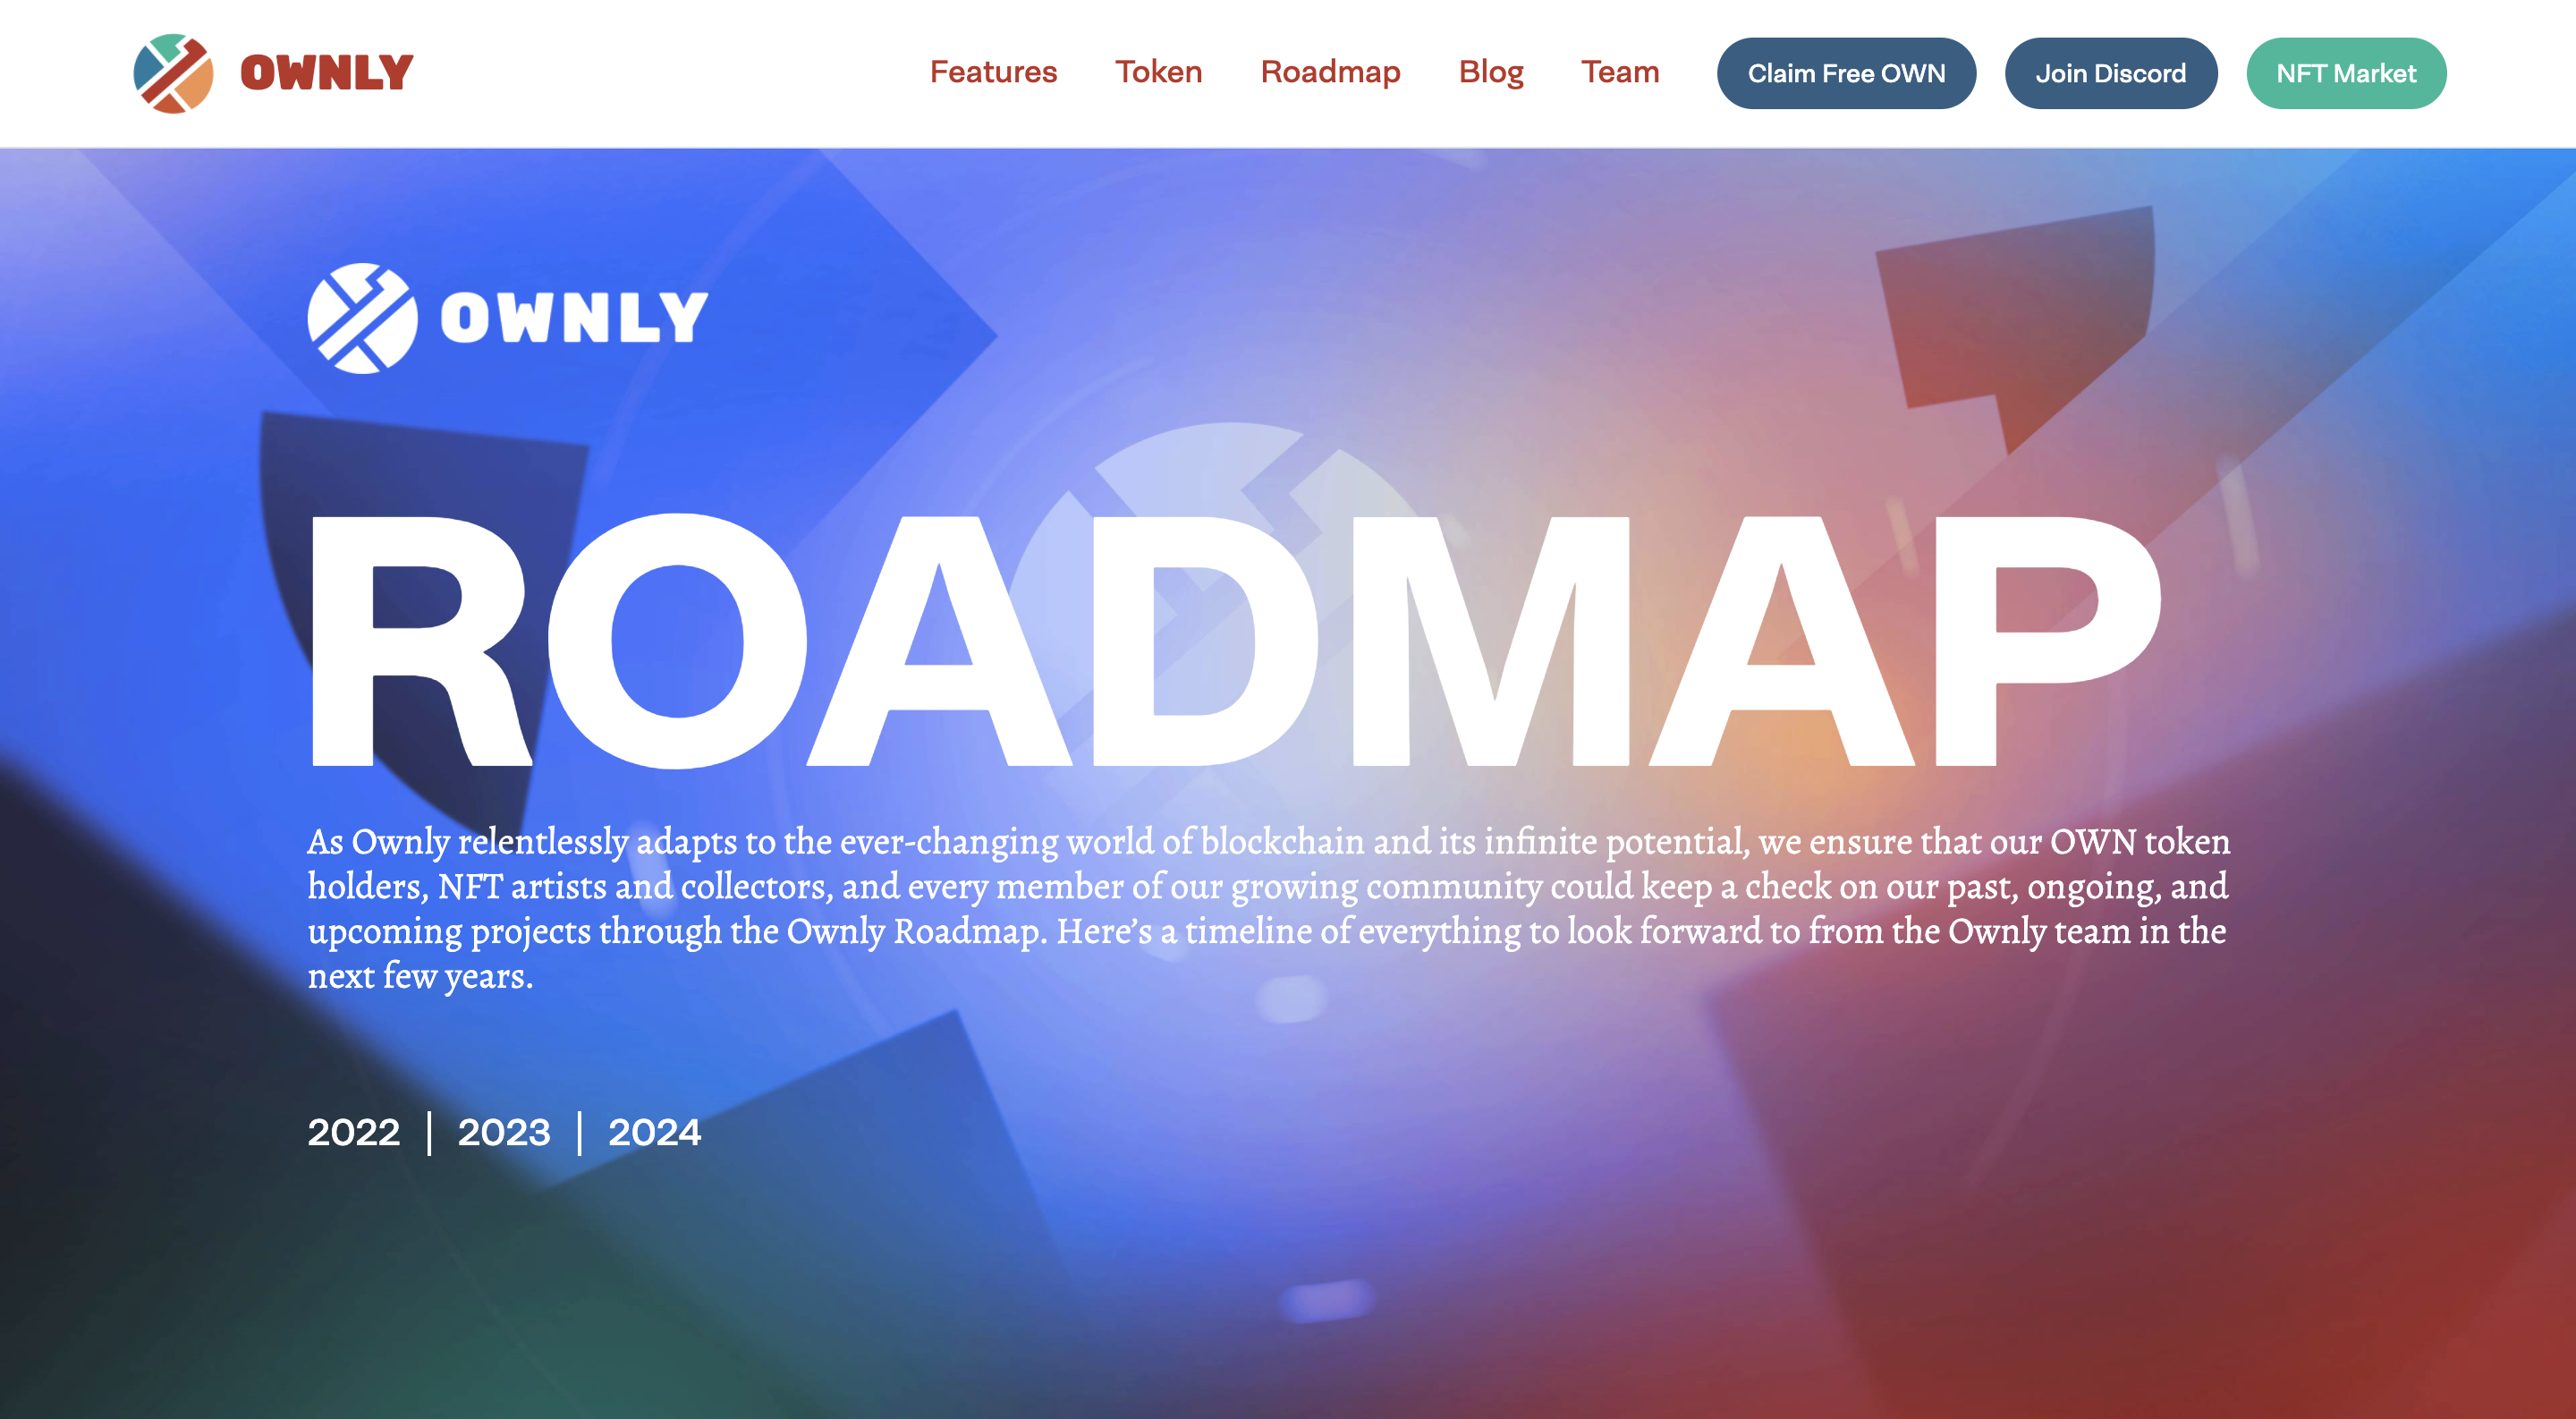 OWNLY
Features
Token
Roadmap
Blog
Team
Claim Free OWN
Join Discord
NFT Market
OWNLY
ROADMAP
As Ownly relentlessly adapts to the ever-changing world of blockchain and its infinite potential, we ensure that our OWN token
holders, NFT artists and collectors, and every member of our growing community could keep a check on our past, ongoing, and
upcoming projects through the Ownly Roadmap. Here’s a timeline of everything to look forward to from the Ownly team in the
next few years.
2022 | 2023 | 2024